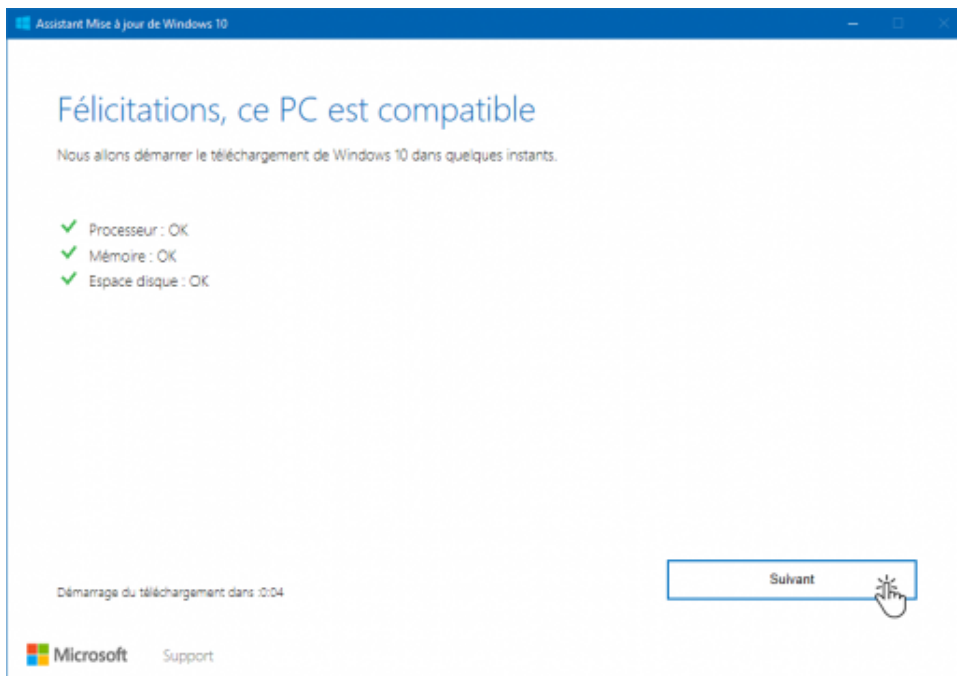 Assistant Mise à jour de Windows 10
Félicitations, ce PC est compatible
Nous allons démarrer le téléchargement de Windows 10 dans quelques instants.
Processeur : OK
Mémoire : OK
Espace disque : OK
Suivant
Démarrage du téléchargement dans :0:04
Microsoft Support